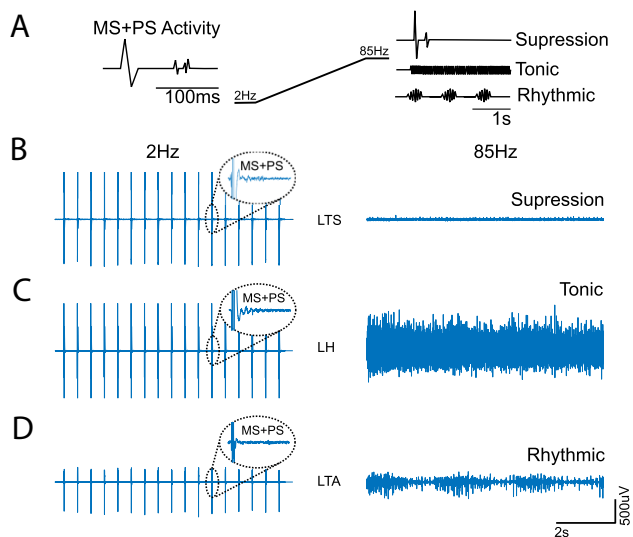 A
MS+PS Activity
100ms
2Hz
85Hz
Supression
Tonic
Rhythmic
1s
B
2Hz
85Hz
MS+PS
LTS
Supression
C
MS+PS
LH
Tonic
D
MS+PS
LTA
Rhythmic
2s
500uV